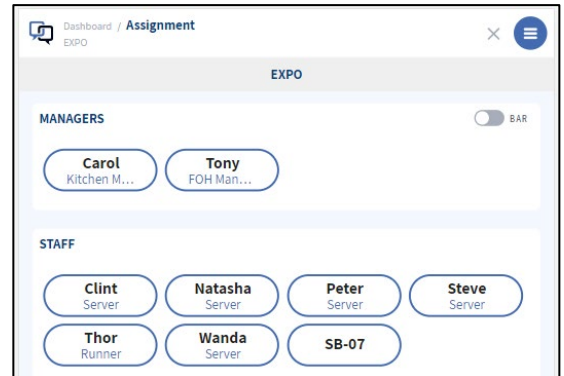 Dashboard / Assignment
EXPO
EXPO
MANAGERS
BAR
Carol Tony
Kitchen M... FOH Man...
STAFF
Clint Natasha Peter Steve
Server Server Server Server
Thor Wanda SB-07
Runner Server